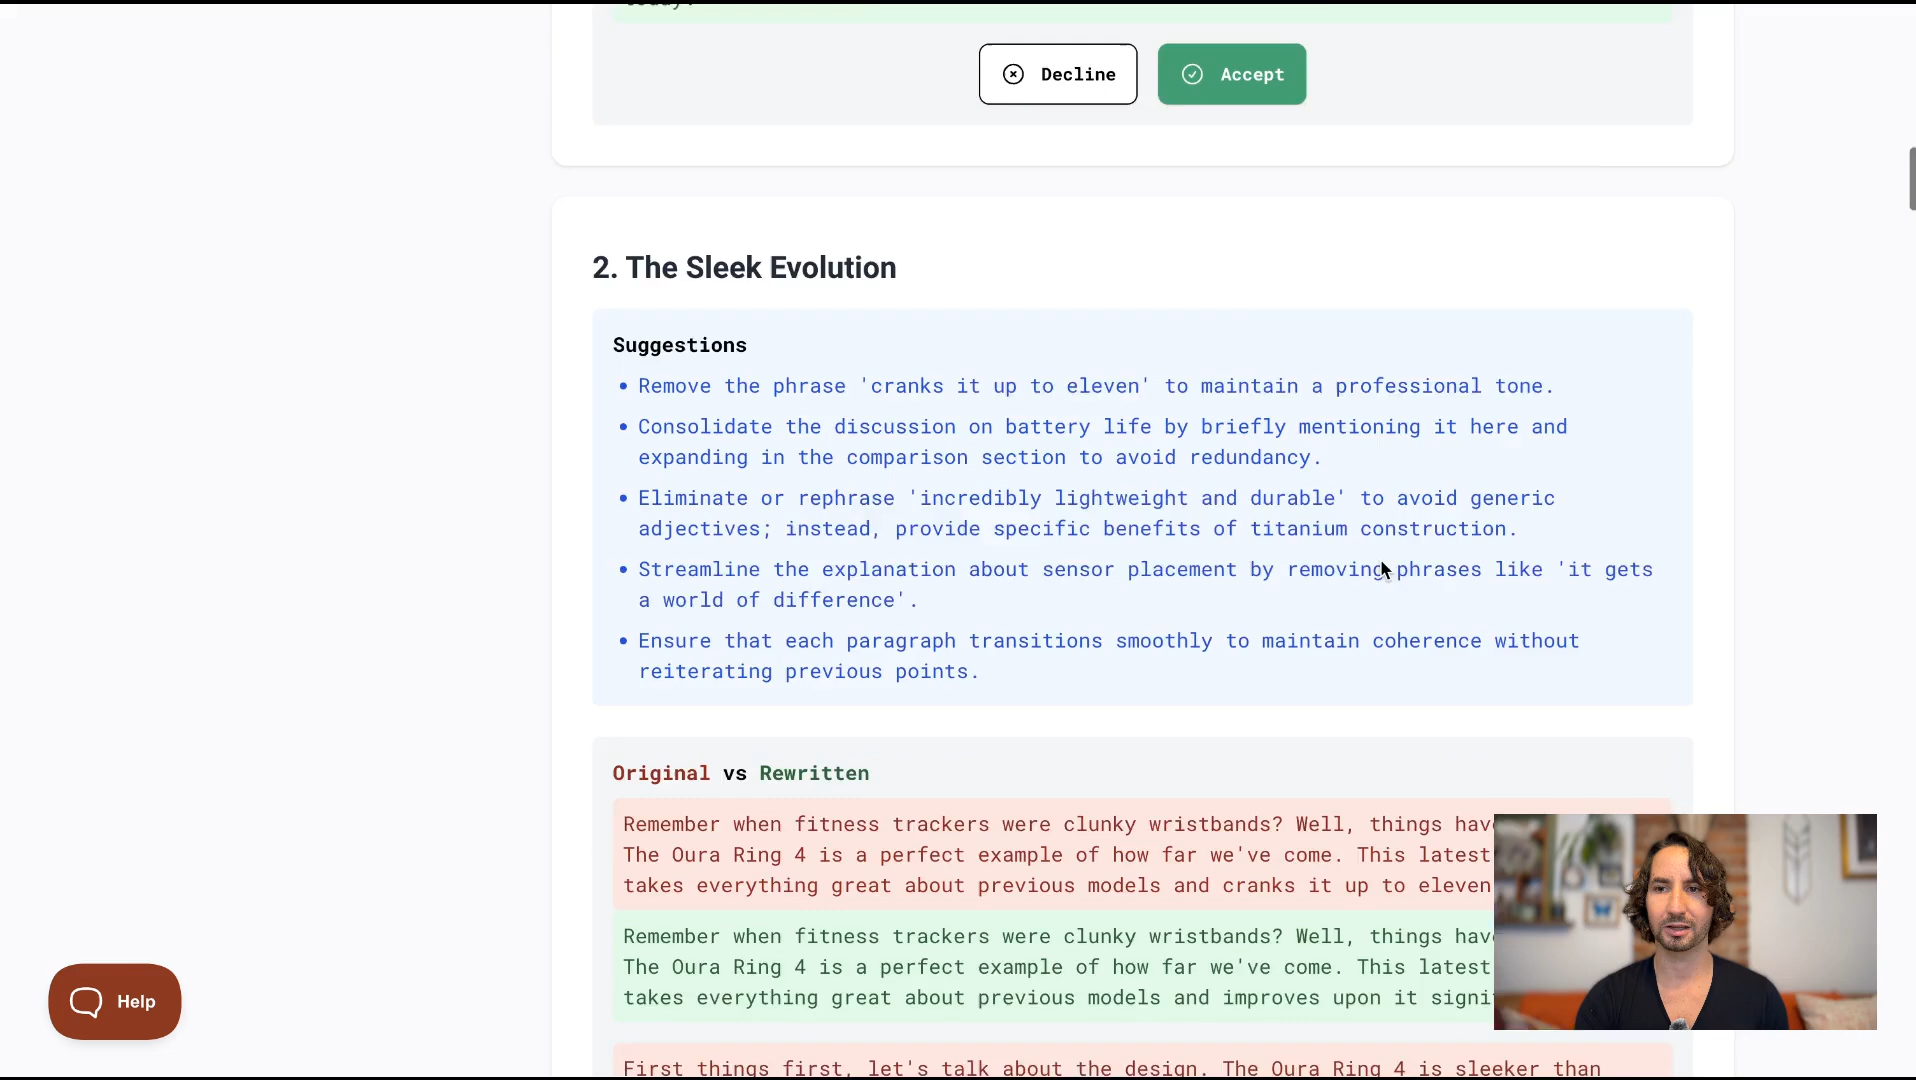 Decline
Accept
2. The Sleek Evolution
Suggestions
• Remove the phrase 'cranks it up to eleven' to maintain a professional tone.
• Consolidate the discussion on battery life by briefly mentioning it here and
expanding in the comparison section to avoid redundancy.
• Eliminate or rephrase 'incredibly lightweight and durable' to avoid generic
adjectives; instead, provide specific benefits of titanium construction.
• Streamline the explanation about sensor placement by removing phrases like 'it gets
a world of difference'.
• Ensure that each paragraph transitions smoothly to maintain coherence without
reiterating previous points.
Original vs Rewritten
Remember when fitness trackers were clunky wristbands? Well, things have
The Oura Ring 4 is a perfect example of how far we've come. This latest
takes everything great about previous models and cranks it up to eleven
Remember when fitness trackers were clunky wristbands? Well, things have
The Oura Ring 4 is a perfect example of how far we've come. This latest
takes everything great about previous models and improves upon it
First things first, let's talk about the design. The Oura Ring 4 is sleeker than
Help